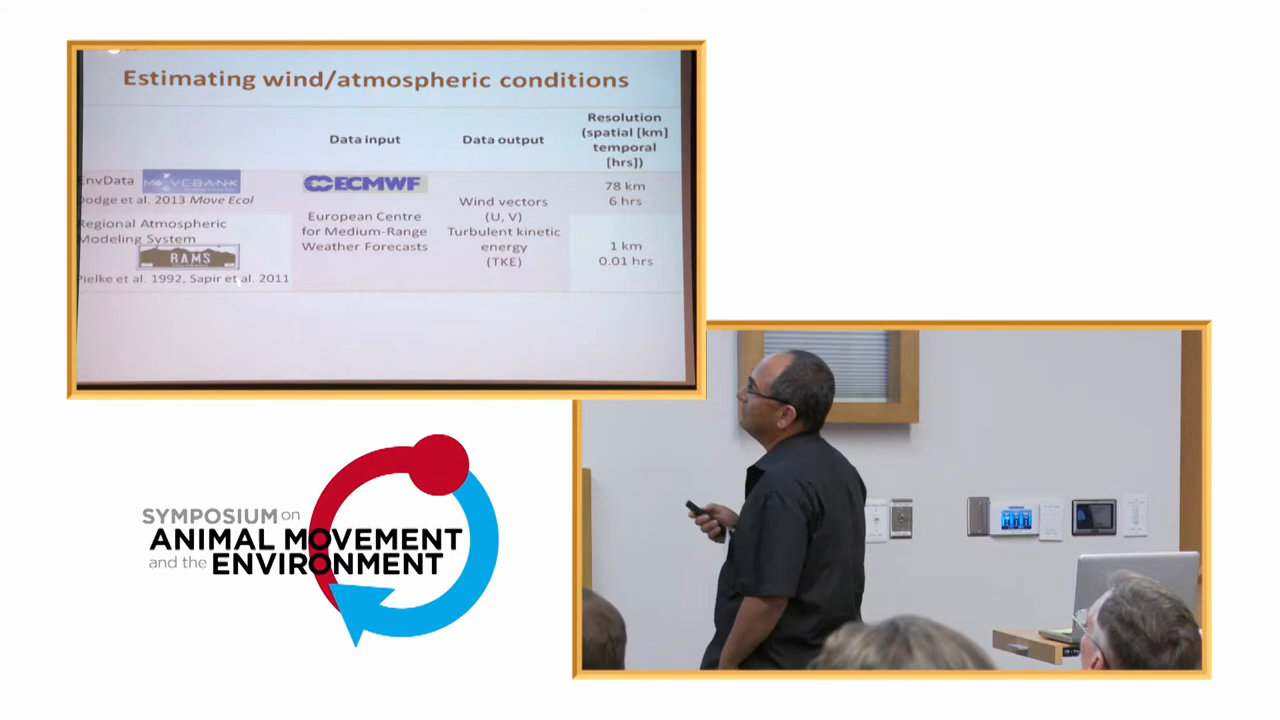 Estimating wind/atmospheric conditions
Data input
Data output
Resolution
(spatial [km]
temporal
[hrs])
EnvData MOVEBANK
Dodge et al. 2013 Move Ecol
ECMWF
European Centre
for Medium-Range
Weather Forecasts
Wind vectors
(U, V)
Turbulent kinetic
energy
(TKE)
78 km
6 hrs
Regional Atmospheric
Modeling System
RAMS
Pielke et al. 1992, Sapir et al. 2011
1 km
0.01 hrs
SYMPOSIUM on
ANIMAL MOVEMENT
and the ENVIRONMENT